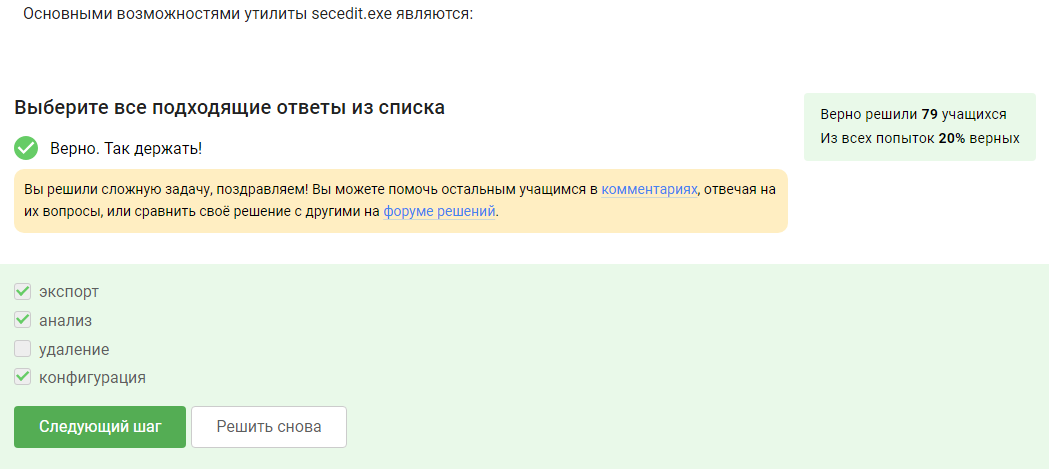 Основными возможностями утилиты secedit.exe являются:
Выберите все подходящие ответы из списка
Верно решили 79 учащихся
Из всех попыток 20% верных
Верно. Так держать!
Вы решили сложную задачу, поздравляем! Вы можете помочь остальным учащимся в комментариях, отвечая на
их вопросы, или сравнить своё решение с другими на форуме решений.
экспорт
анализ
удаление
конфигурация
Следующий шаг
Решить снова